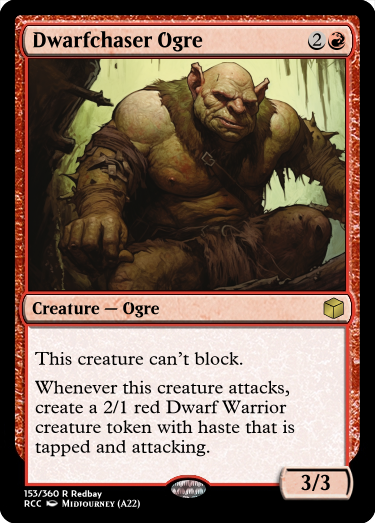 Dwarfchaser Ogre 2
Creature — Ogre
This creature can't block.
Whenever this creature attacks,
create a 2/1 red Dwarf Warrior
creature token with haste that is
tapped and attacking.
3/3
153/360 R Redbay
RCC Midjourney (A22)